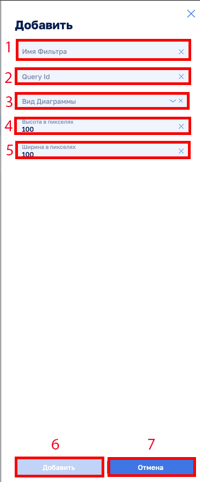 Добавить
1 Имя Фильтра
2 Query Id
3 Вид Диаграммы
Высота в пикселях
4 100
Ширина в пикселях
5 100
6 7
Добавить Отмена